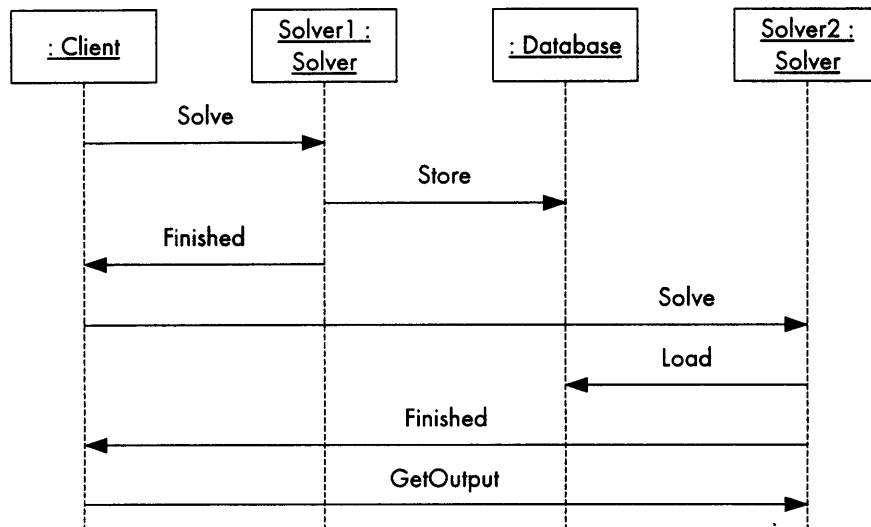 : Client
Solver1 :
Solver
: Database
Solver2 :
Solver
Solve
Store
Finished
Solve
Load
Finished
GetOutput